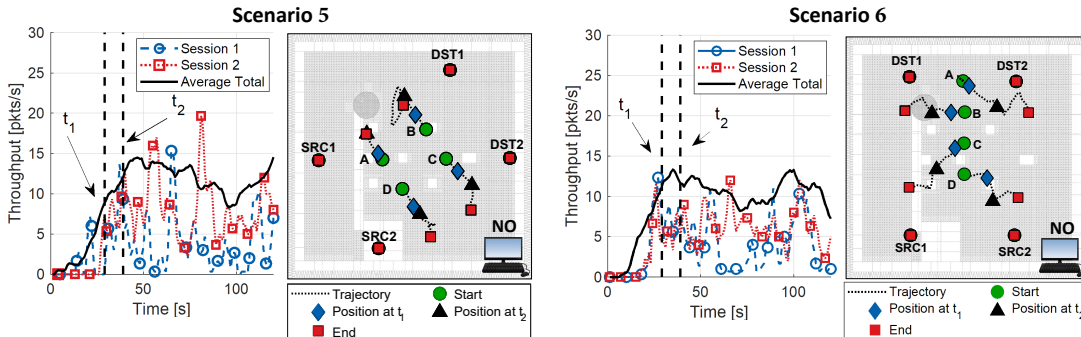 Scenario 5
Throughput [pkts/s]
30
25
20
15
10
5
0
0
50
100
Time [s]
Session 1
Session 2
Average Total
t1
t2
DST1
B
SRC1
A
C
DST2
D
SRC2
NO
Trajectory
Start
Position at t1
Position at t2
End
Scenario 6
Throughput [pkts/s]
30
25
20
15
10
5
0
0
50
100
Time [s]
Session 1
Session 2
Average Total
t1
t2
DST1
A
DST2
B
C
D
SRC1
SRC2
NO
Trajectory
Start
Position at t1
Position at t2
End